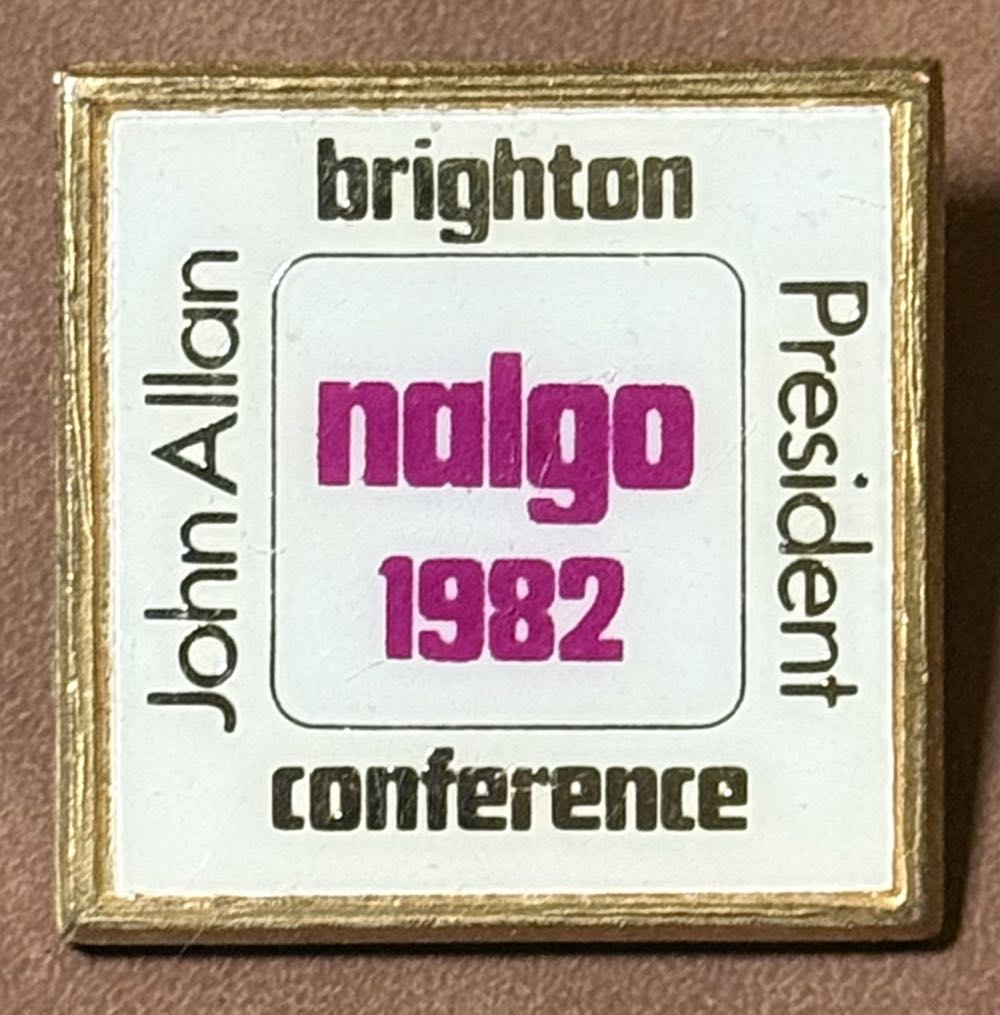 brighton
John Allan
nalgo
1982
President
conference